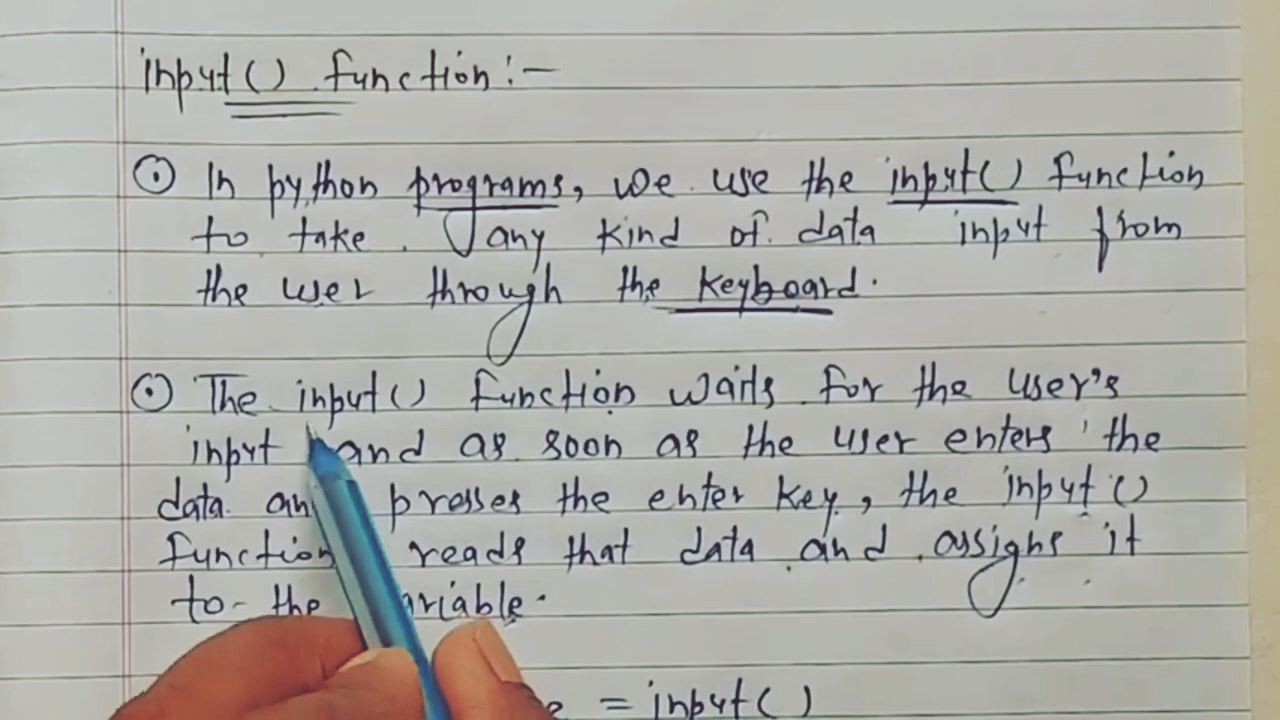 input() function :-
⊙ In python programs, we use the input() function
to take any kind of data input from
the user through the keyboard.
⊙ The input() function waits for the user's
input and as soon as the user enters the
data an presses the enter key, the input()
function reads that data and assigns it
to the ariable.
= input()